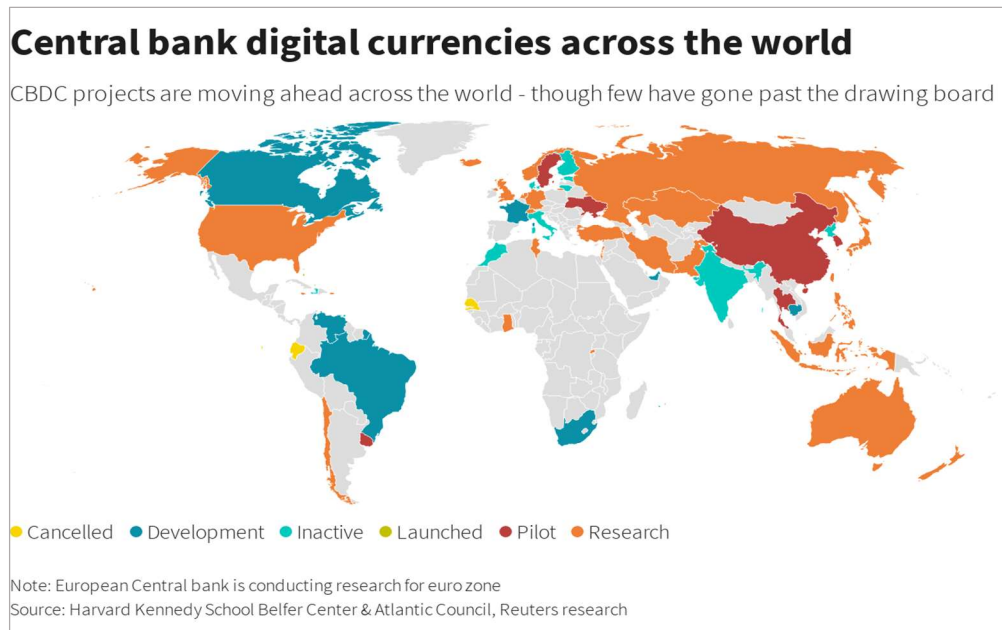 Central bank digital currencies across the world
CBDC projects are moving ahead across the world - though few have gone past the drawing board
Cancelled Development Inactive Launched Pilot Research
Note: European Central bank is conducting research for euro zone
Source: Harvard Kennedy School Belfer Center & Atlantic Council, Reuters research